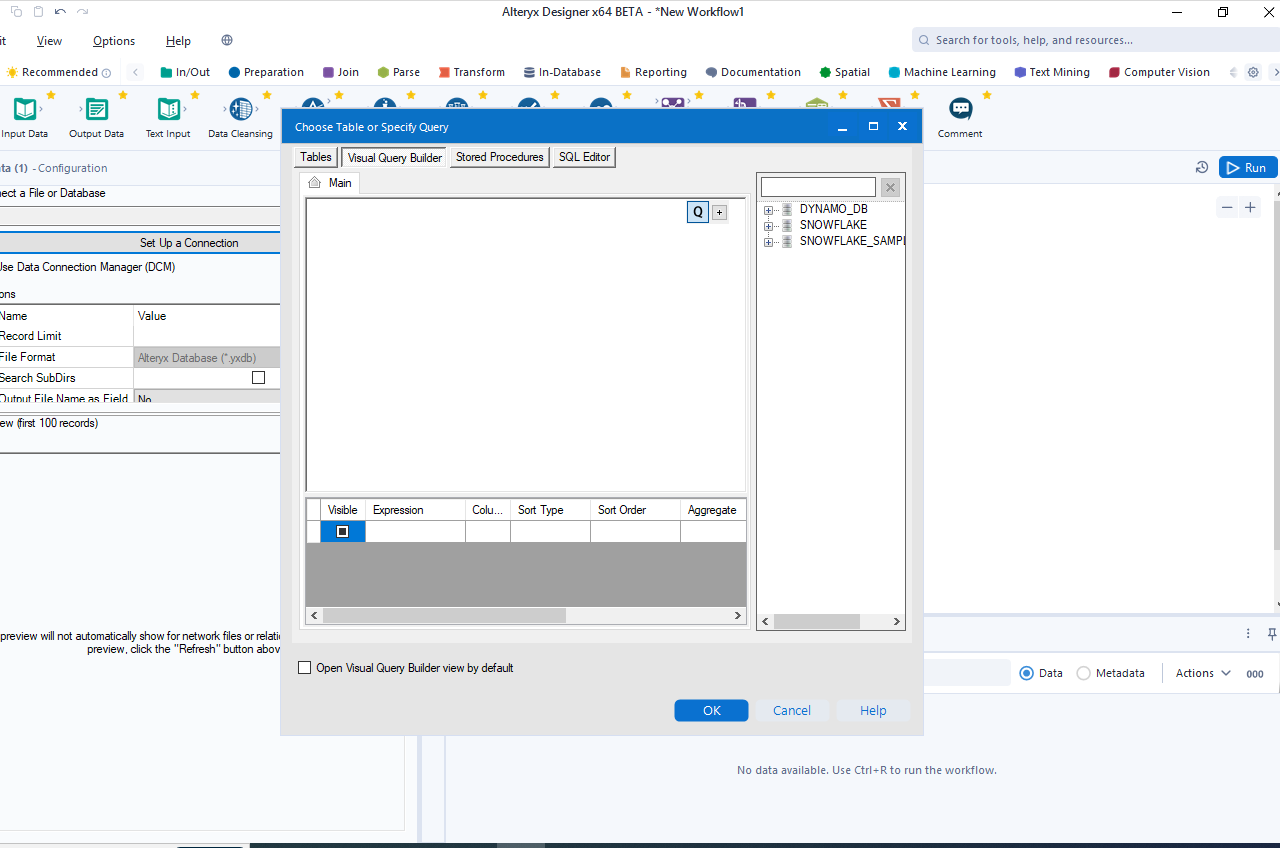 Alteryx Designer x64 BETA - *New Workflow1
it View Options Help
Search for tools, help, and resources...
Recommended In/Out Preparation Join Parse Transform In-Database Reporting Documentation Spatial Machine Learning Text Mining Computer Vision
Input Data Output Data Text Input Data Cleansing Comment
Choose Table or Specify Query
Tables Visual Query Builder Stored Procedures SQL Editor
ta (1) - Configuration
Run
Main
nect a File or Database
Q
DYNAMO_DB
SNOWFLAKE
SNOWFLAKE_SAMPL
Set Up a Connection
Use Data Connection Manager (DCM)
ons
Name Value
Record Limit
File Format Alteryx Database (*.yxdb)
Search SubDirs
Output File Name as Field No
ew (first 100 records)
Visible Expression Colu... Sort Type Sort Order Aggregate
preview will not automatically show for network files or relati
preview, click the "Refresh" button abov
Open Visual Query Builder view by default
OK Cancel Help
Data Metadata Actions 000
No data available. Use Ctrl+R to run the workflow.